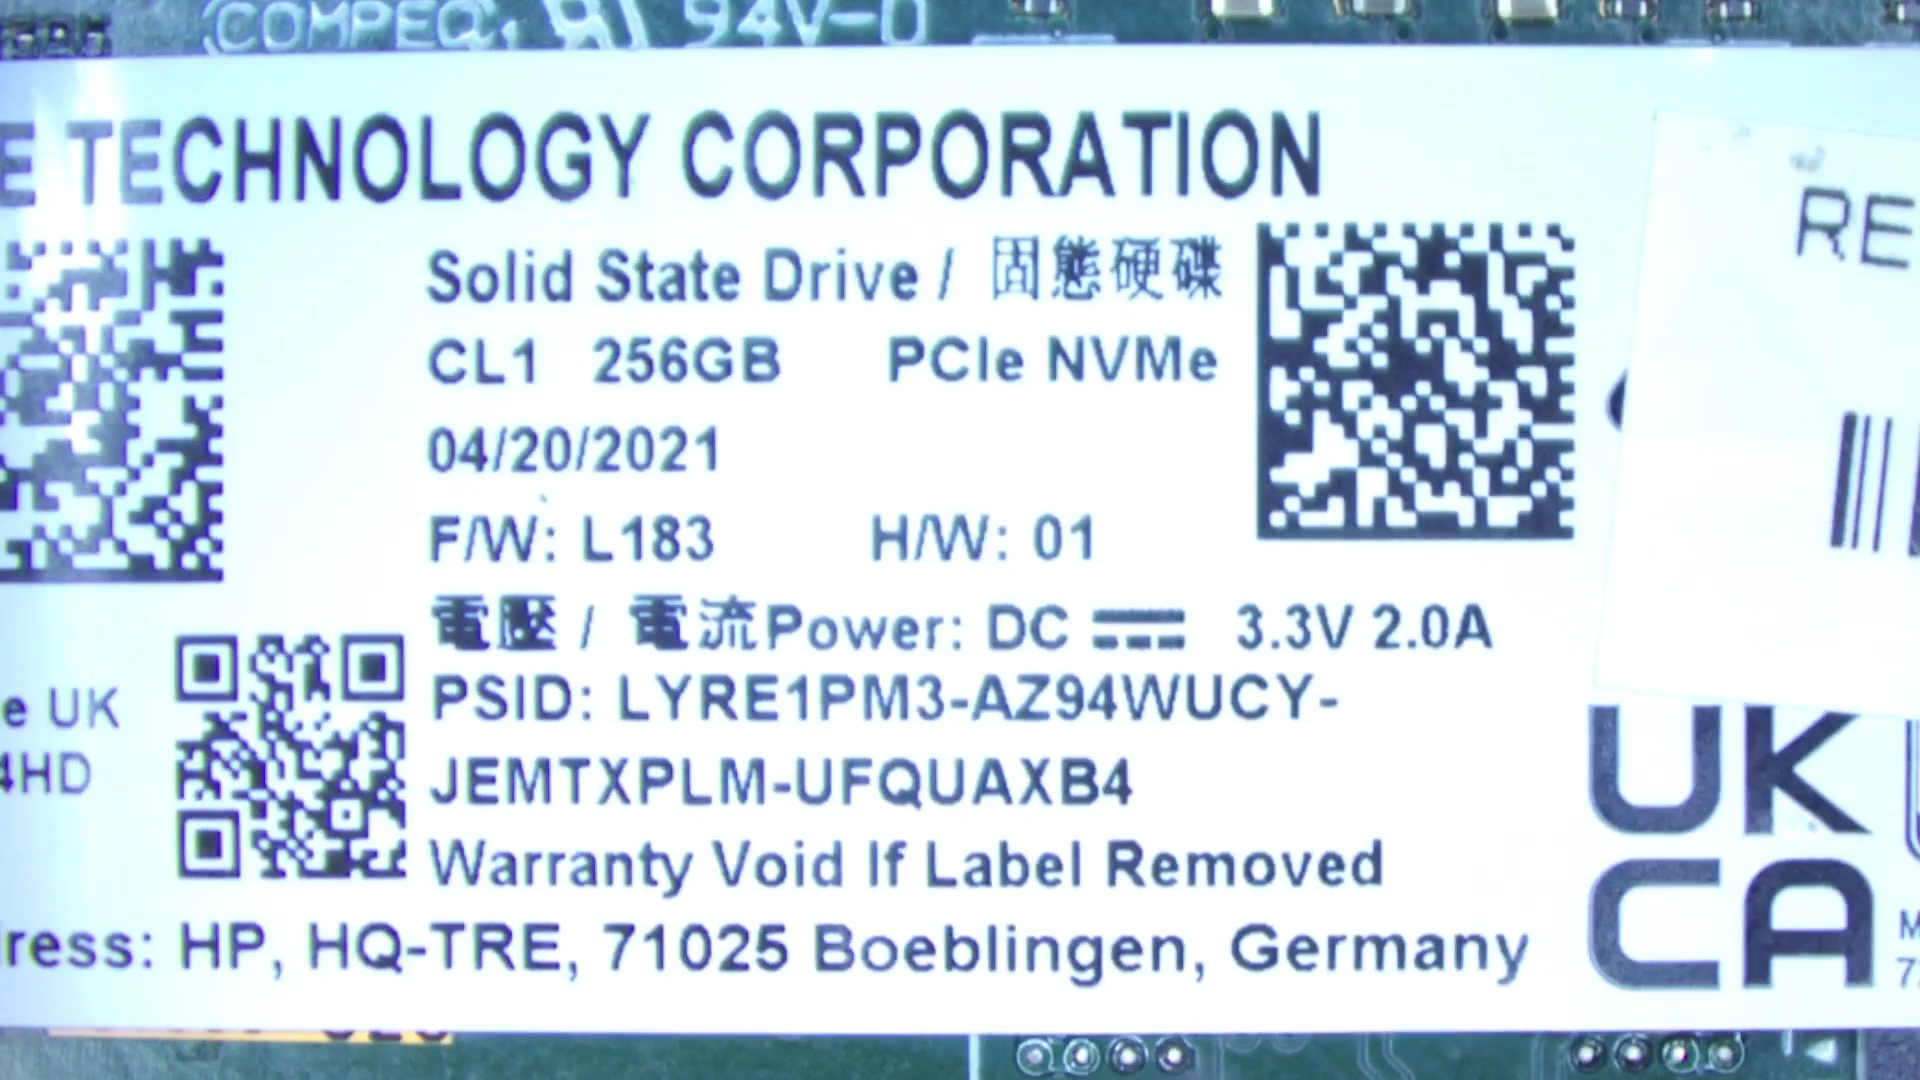 COMPEQ. 94V-0
E TECHNOLOGY CORPORATION
RE
Solid State Drive / 固態硬碟
CL1 256GB PCIe NVMe
04/20/2021
F/W: L183 H/W: 01
電壓 / 電流Power: DC 3.3V 2.0A
PSID: LYRE1PM3-AZ94WUCY-
JEMTXPLM-UFQUAXB4
e UK
4HD
Warranty Void If Label Removed
ress: HP, HQ-TRE, 71025 Boeblingen, Germany
UK
CA